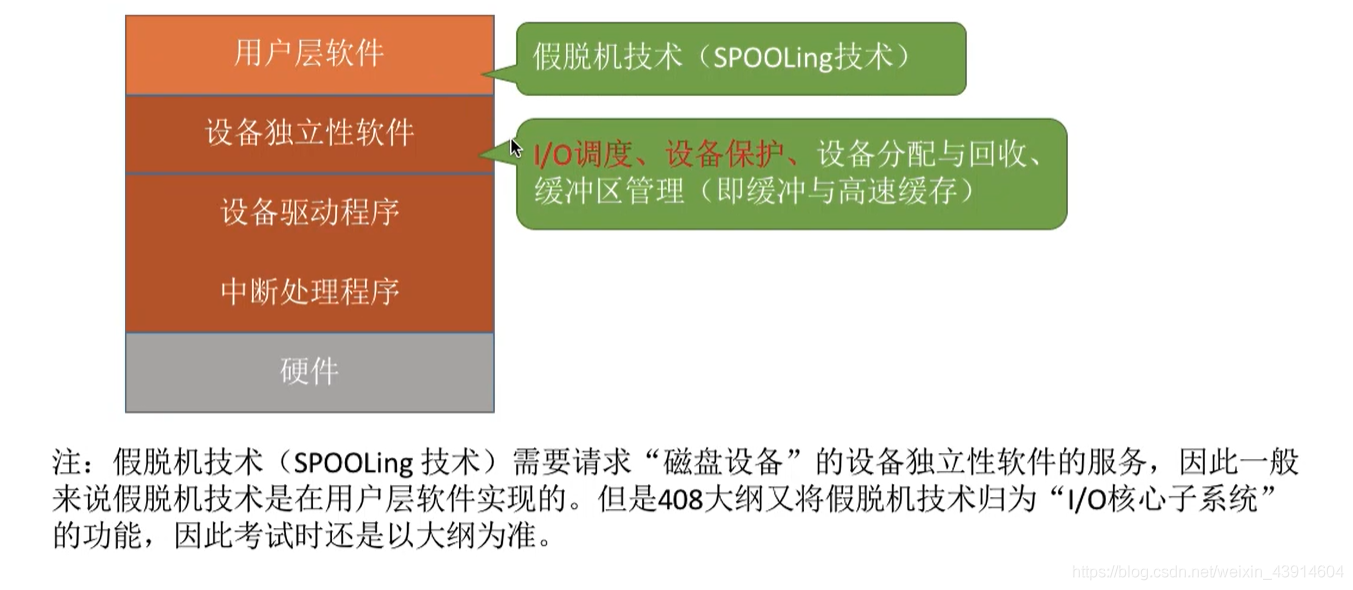 用户层软件
假脱机技术（SPOOLing技术）
设备独立性软件
I/O调度、设备保护、设备分配与回收、
缓冲区管理（即缓冲与高速缓存）
设备驱动程序
中断处理程序
硬件
注：假脱机技术（SPOOLing 技术）需要请求“磁盘设备”的设备独立性软件的服务，因此一般
来说假脱机技术是在用户层软件实现的。但是408大纲又将假脱机技术归为“I/O核心子系统”
的功能，因此考试时还是以大纲为准。
https://blog.csdn.net/weixin_43914604